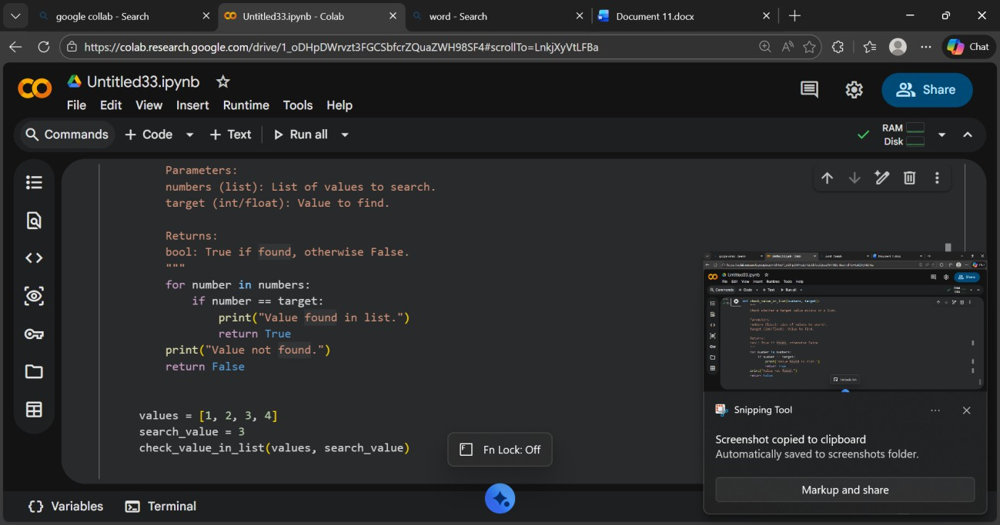 google collab - Search
Untitled33.ipynb - Colab
word - Search
Document 11.docx
https://colab.research.google.com/drive/1_oDHpDWrvzt3FGCSbfcrZQuaZWH98SF4#scrollTo=LnkjXyVtLFBa
Chat
Untitled33.ipynb
File Edit View Insert Runtime Tools Help
Share
Commands + Code + Text Run all
RAM
Disk
Parameters:
numbers (list): List of values to search.
target (int/float): Value to find.
Returns:
bool: True if found, otherwise False.
"""
for number in numbers:
if number == target:
print("Value found in list.")
return True
print("Value not found.")
return False
values = [1, 2, 3, 4]
search_value = 3
check_value_in_list(values, search_value)
Fn Lock: Off
Snipping Tool
Screenshot copied to clipboard
Automatically saved to screenshots folder.
Markup and share
Variables Terminal